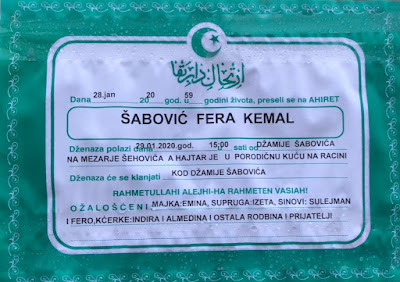 Dana 28.jan 20 20 god. u 59 godini života, preseli se na AHIRET
ŠABOVIĆ FERA KEMAL
Dženaza polazi dana 29.01.2020.god. 15;00 sati od DŽAMIJE ŠABOVIĆA
NA MEZARJE ŠEHOVIĆA A HAJTAR JE U PORODIČNU KUĆU NA RACINI
Dženaza će se klanjati KOD DŽAMIJE ŠABOVIĆA
RAHMETULLAHI ALEJHI-HA RAHMETEN VASIAH!
OŽALOŠĆENI MAJKA:EMINA, SUPRUGA:IZETA, SINOVI: SULEJMAN
I FERO,KĆERKE:INDIRA I ALMEDINA I OSTALA RODBINA I PRIJATELJI